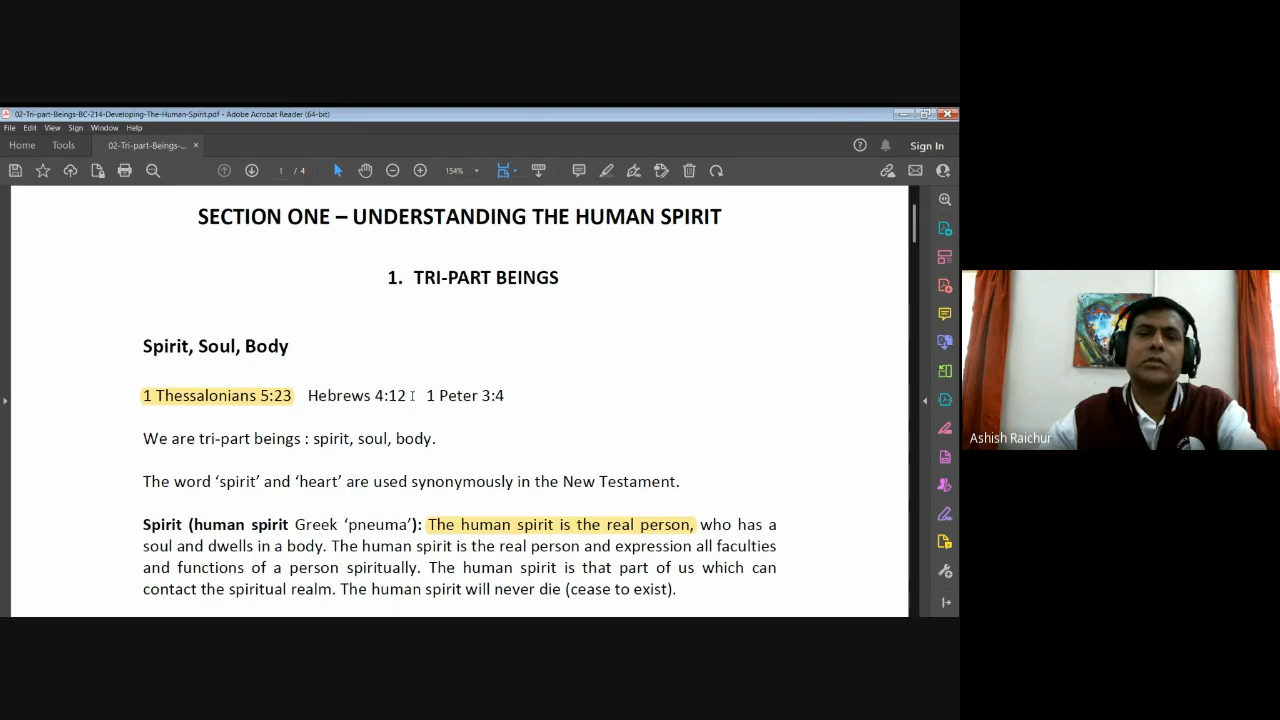 02-Tri-part-Beings-BC-214-Developing-The-Human-Spirit.pdf - Adobe Acrobat Reader (64-bit)
File Edit View Sign Window Help
Home Tools 02-Tri-part-Beings-... × Sign In
1 / 4 154%
SECTION ONE – UNDERSTANDING THE HUMAN SPIRIT
1. TRI-PART BEINGS
Spirit, Soul, Body
1 Thessalonians 5:23 Hebrews 4:12 1 Peter 3:4
We are tri-part beings : spirit, soul, body.
The word ‘spirit’ and ‘heart’ are used synonymously in the New Testament.
Spirit (human spirit Greek ‘pneuma’): The human spirit is the real person, who has a
soul and dwells in a body. The human spirit is the real person and expression all faculties
and functions of a person spiritually. The human spirit is that part of us which can
contact the spiritual realm. The human spirit will never die (cease to exist).
Ashish Raichur